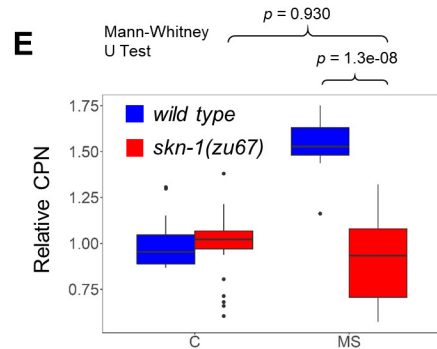 E
Mann-Whitney
U Test
p = 0.930
p = 1.3e-08
wild type
skn-1(zu67)
Relative CPN
1.75
1.50
1.25
1.00
0.75
C
MS